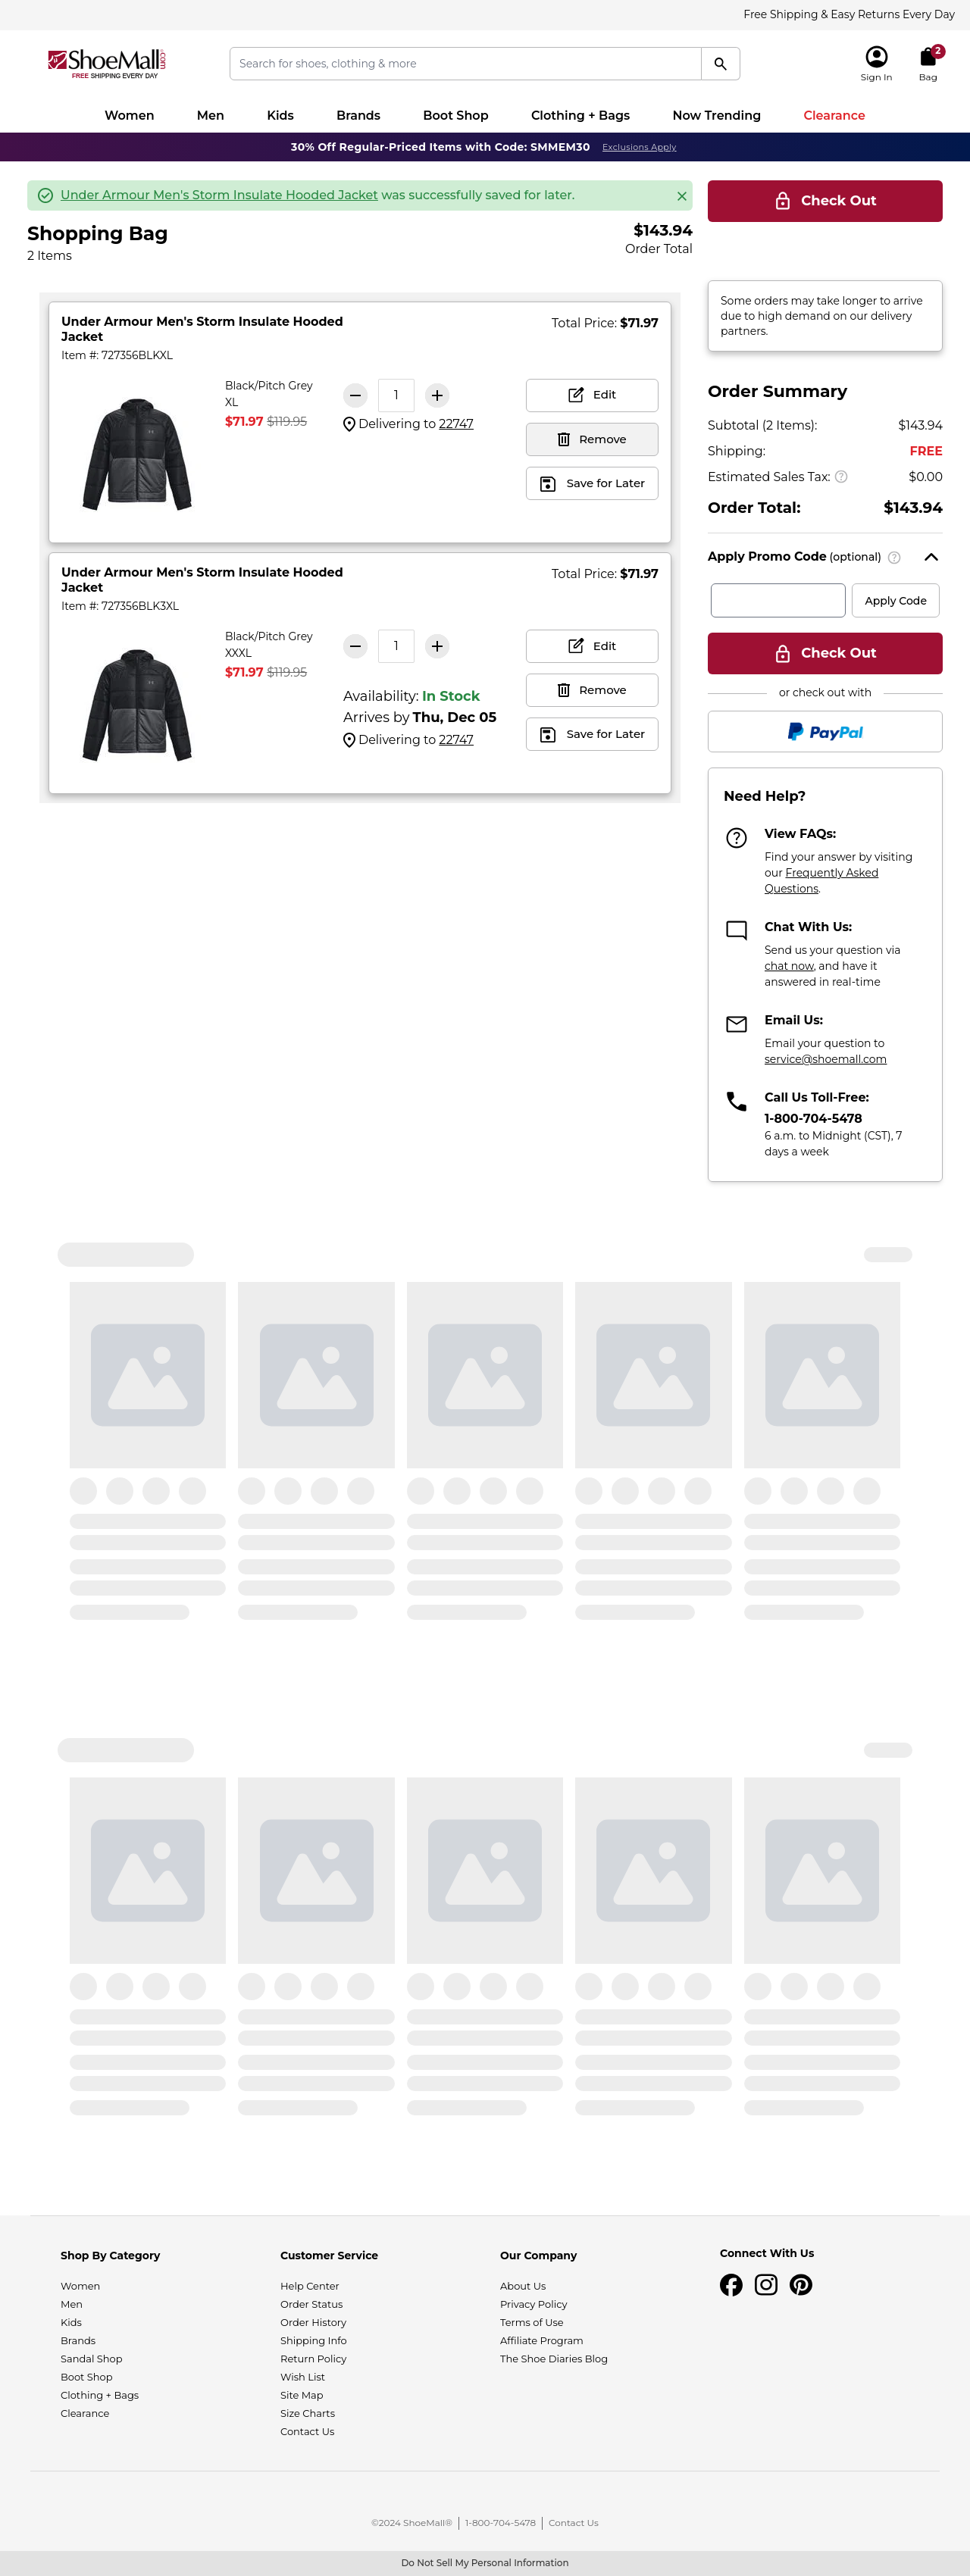 Free Shipping & Easy Returns Every Day
ShoeMall.com
FREE SHIPPING EVERY DAY
Search for shoes, clothing & more
Sign In
2
Bag
Women Men Kids Brands Boot Shop Clothing + Bags Now Trending Clearance
30% Off Regular-Priced Items with Code: SMMEM30 Exclusions Apply
Under Armour Men's Storm Insulate Hooded Jacket was successfully saved for later.
Check Out
Shopping Bag
2 Items
$143.94
Order Total
Under Armour Men's Storm Insulate Hooded
Jacket
Item #: 727356BLKXL
Total Price: $71.97
Black/Pitch Grey
XL
$71.97 $119.95
1
Delivering to 22747
Edit
Remove
Save for Later
Under Armour Men's Storm Insulate Hooded
Jacket
Item #: 727356BLK3XL
Total Price: $71.97
Black/Pitch Grey
XXXL
$71.97 $119.95
1
Availability: In Stock
Arrives by Thu, Dec 05
Delivering to 22747
Edit
Remove
Save for Later
Some orders may take longer to arrive
due to high demand on our delivery
partners.
Order Summary
Subtotal (2 Items): $143.94
Shipping: FREE
Estimated Sales Tax: ? $0.00
Order Total: $143.94
Apply Promo Code (optional) ?
Apply Code
Check Out
or check out with
PayPal
Need Help?
View FAQs:
Find your answer by visiting
our Frequently Asked
Questions.
Chat With Us:
Send us your question via
chat now, and have it
answered in real-time
Email Us:
Email your question to
service@shoemall.com
Call Us Toll-Free:
1-800-704-5478
6 a.m. to Midnight (CST), 7
days a week
Shop By Category
Women
Men
Kids
Brands
Sandal Shop
Boot Shop
Clothing + Bags
Clearance
Customer Service
Help Center
Order Status
Order History
Shipping Info
Return Policy
Wish List
Site Map
Size Charts
Contact Us
Our Company
About Us
Privacy Policy
Terms of Use
Affiliate Program
The Shoe Diaries Blog
Connect With Us
©2024 ShoeMall® 1-800-704-5478 Contact Us
Do Not Sell My Personal Information